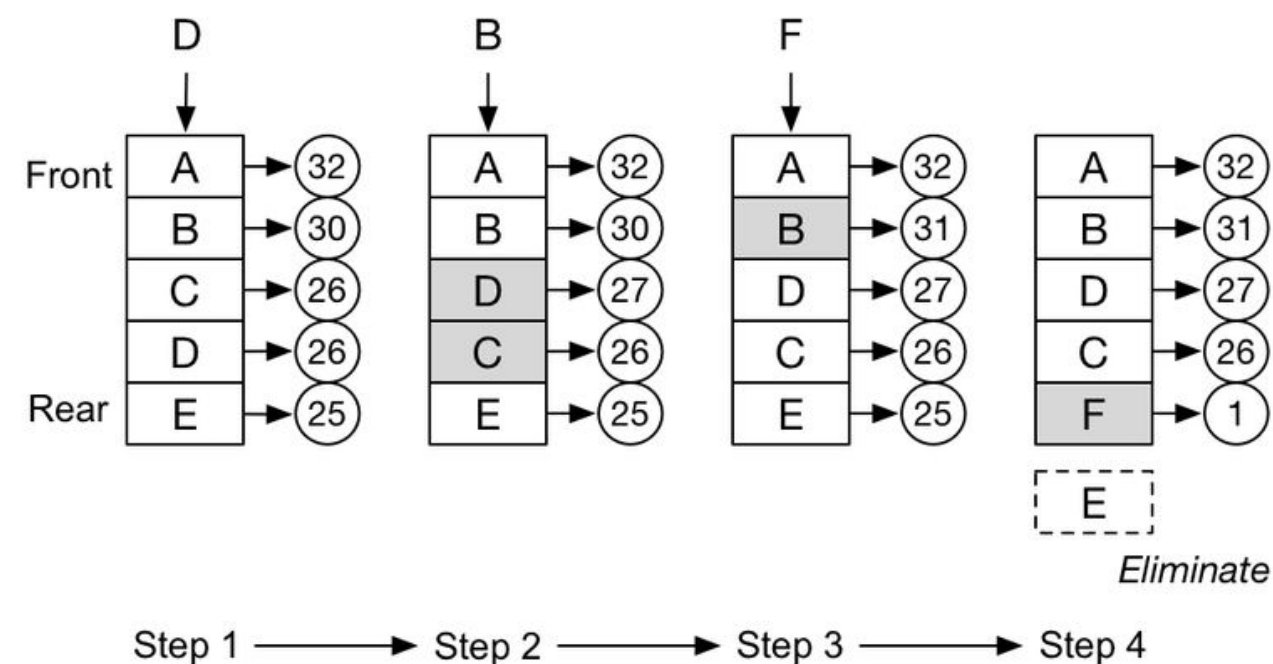 D B F
Front A 32 A 32 A 32 A 32
B 30 B 30 B 31 B 31
C 26 D 27 D 27 D 27
D 26 C 26 C 26 C 26
Rear E 25 E 25 E 25 F 1
E
Eliminate
Step 1 Step 2 Step 3 Step 4